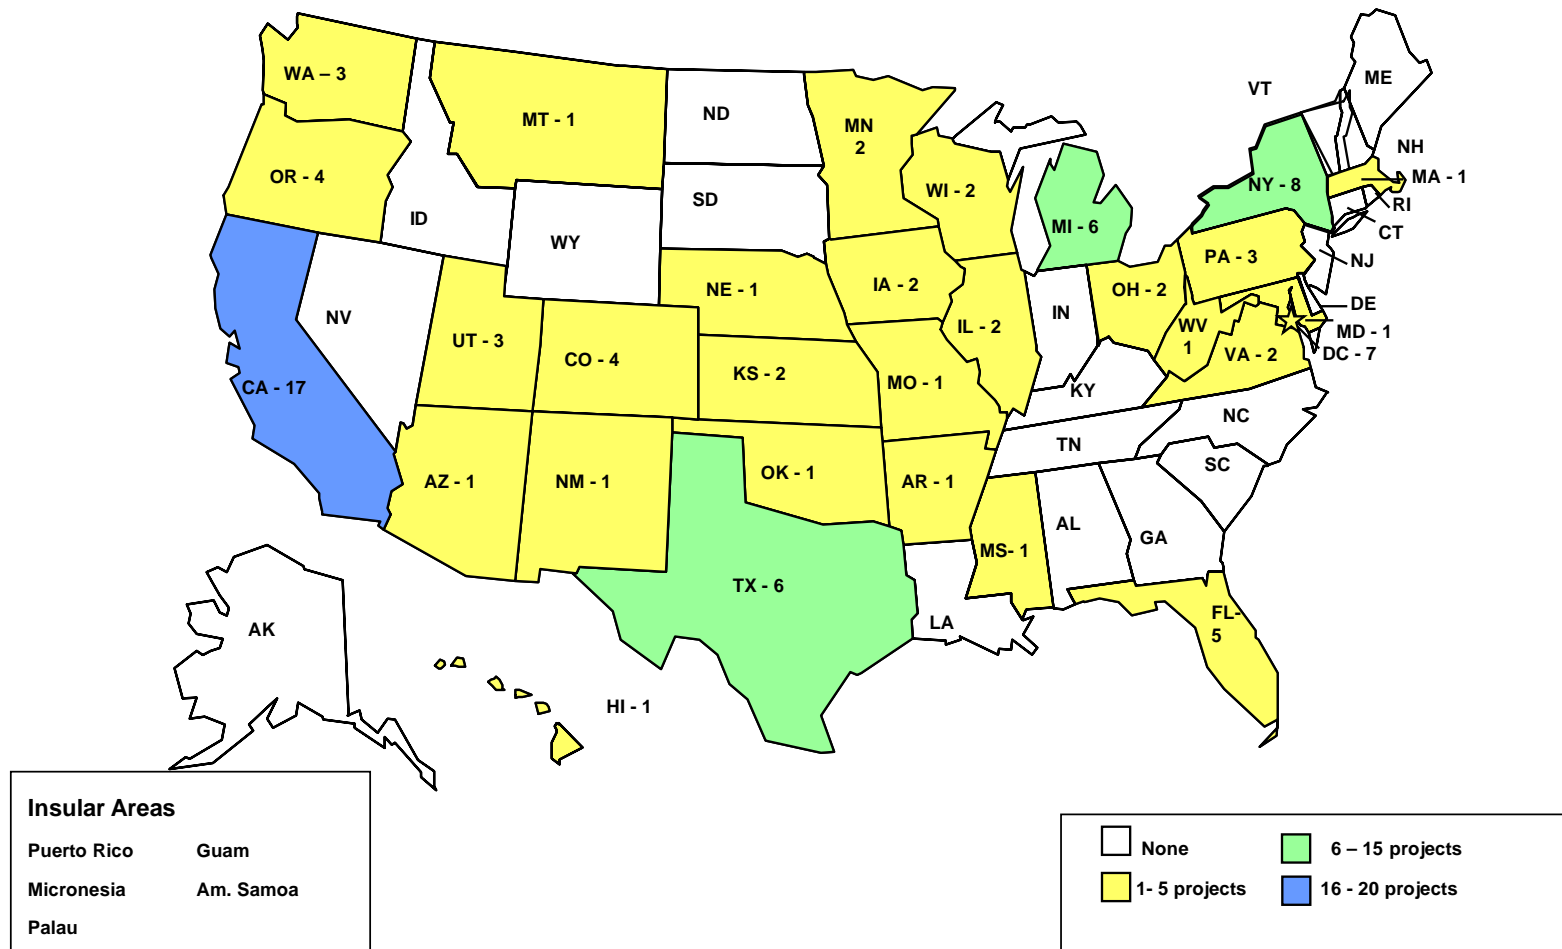 WA – 3
ME
VT
MT - 1
ND
MN
2
NH
OR - 4
WI - 2
NY - 8
MA - 1
SD
RI
ID
MI - 6
CT
WY
PA - 3
NJ
NE - 1
IA - 2
OH - 2
DE
NV
IN
WV
1
MD - 1
UT - 3
IL - 2
VA - 2
DC - 7
CO - 4
KS - 2
MO - 1
CA - 17
KY
NC
TN
SC
AZ - 1
NM - 1
OK - 1
AR - 1
AL
GA
MS- 1
TX - 6
FL-
5
LA
AK
HI - 1
Insular Areas
Puerto Rico Guam
Micronesia Am. Samoa
Palau
None 6 – 15 projects
1- 5 projects 16 - 20 projects